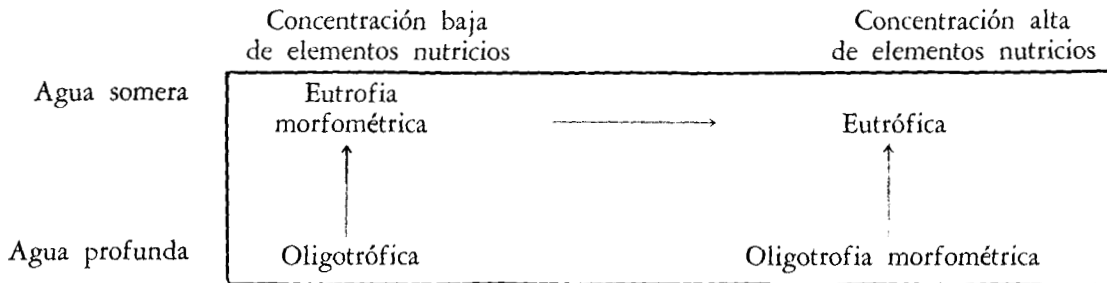 Concentración baja
de elementos nutricios
Concentración alta
de elementos nutricios
Agua somera
Eutrofia
morfométrica
Eutrófica
Agua profunda
Oligotrófica
Oligotrofia morfométrica